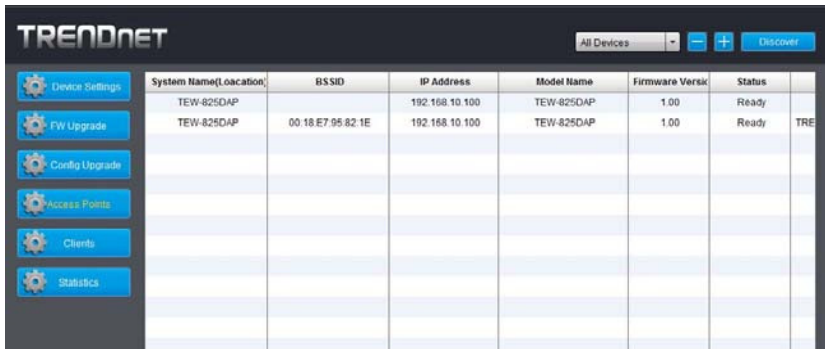 TRENDnET
All Devices Discover
Device Settings
FW Upgrade
Config Upgrade
Access Points
Clients
Statistics
System Name(Loacation) BSSID IP Address Model Name Firmware Versic Status
TEW-825DAP 192.168.10.100 TEW-825DAP 1.00 Ready
TEW-825DAP 00:18:E7:95:82:1E 192.168.10.100 TEW-825DAP 1.00 Ready TRE